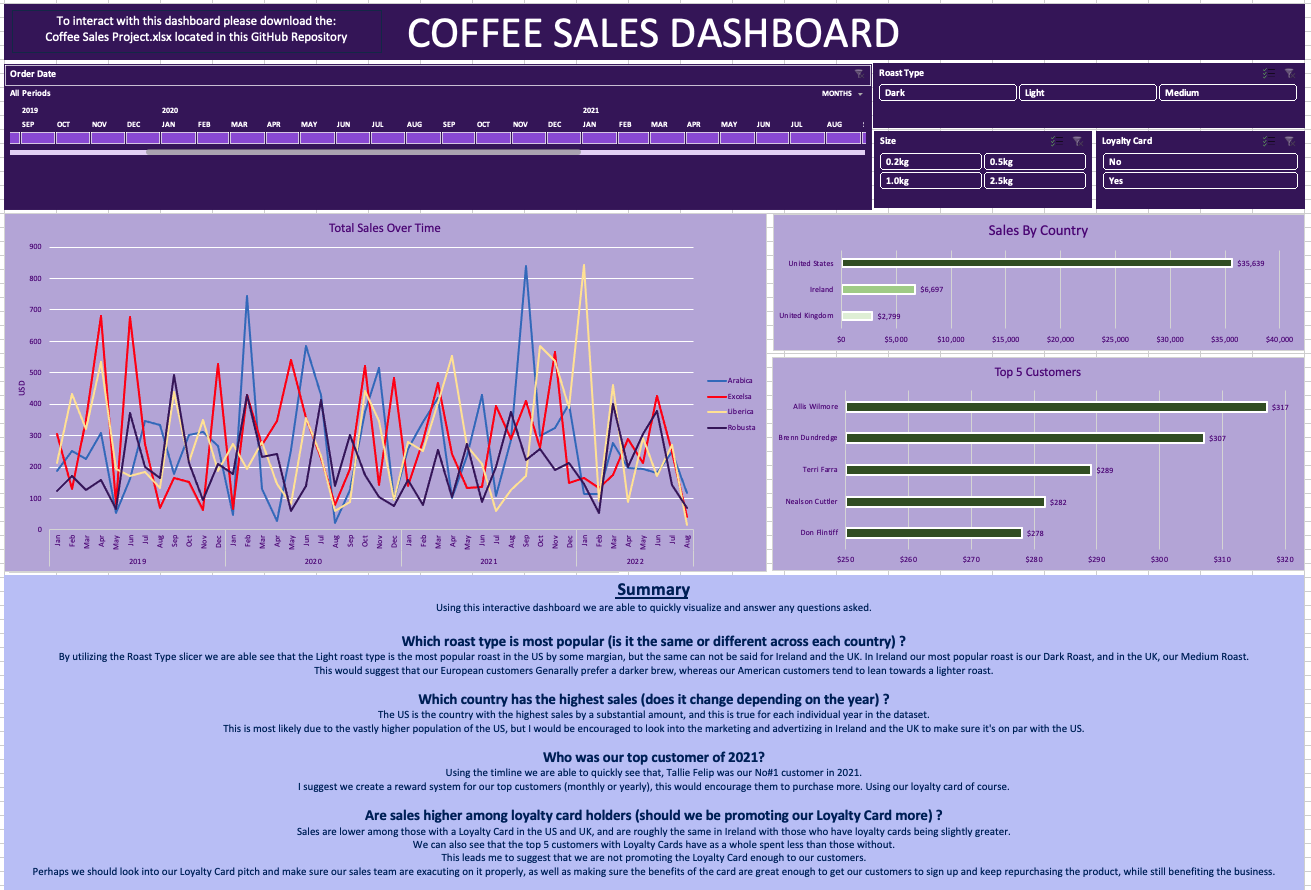 To interact with this dashboard please download the:
Coffee Sales Project.xlsx located in this GitHub Repository
COFFEE SALES DASHBOARD
Order Date
All Periods
MONTHS
2019 2020 2021
SEP OCT NOV DEC JAN FEB MAR APR MAY JUN JUL AUG SEP OCT NOV DEC JAN FEB MAR APR MAY JUN JUL AUG
Roast Type
Dark Light Medium
Size
0.2kg 0.5kg
1.0kg 2.5kg
Loyalty Card
No
Yes
Total Sales Over Time
USD
900
800
700
600
500
400
300
200
100
0
Jan Feb Mar Apr May Jun Jul Aug Sep Oct Nov Dec Jan Feb Mar Apr May Jun Jul Aug Sep Oct Nov Dec Jan Feb Mar Apr May Jun Jul Aug Sep Oct Nov Dec Jan Feb Mar Apr May Jun Jul Aug
2019 2020 2021 2022
Arabica
Excelsa
Liberica
Robusta
Sales By Country
United States $35,639
Ireland $6,697
United Kingdom $2,799
$0 $5,000 $10,000 $15,000 $20,000 $25,000 $30,000 $35,000 $40,000
Top 5 Customers
Allis Wilmore $317
Brenn Dundredge $307
Terri Farra $289
Nealson Cuttler $282
Don Flintiff $278
$250 $260 $270 $280 $290 $300 $310 $320
Summary
Using this interactive dashboard we are able to quickly visualize and answer any questions asked.
Which roast type is most popular (is it the same or different across each country) ?
By utilizing the Roast Type slicer we are able see that the Light roast type is the most popular roast in the US by some margian, but the same can not be said for Ireland and the UK. In Ireland our most popular roast is our Dark Roast, and in the UK, our Medium Roast.
This would suggest that our European customers Genarally prefer a darker brew, whereas our American customers tend to lean towards a lighter roast.
Which country has the highest sales (does it change depending on the year) ?
The US is the country with the highest sales by a substantial amount, and this is true for each individual year in the dataset.
This is most likely due to the vastly higher population of the US, but I would be encouraged to look into the marketing and advertizing in Ireland and the UK to make sure it's on par with the US.
Who was our top customer of 2021?
Using the timline we are able to quickly see that, Tallie Felip was our No#1 customer in 2021.
I suggest we create a reward system for our top customers (monthly or yearly), this would encourage them to purchase more. Using our loyalty card of course.
Are sales higher among loyalty card holders (should we be promoting our Loyalty Card more) ?
Sales are lower among those with a Loyalty Card in the US and UK, and are roughly the same in Ireland with those who have loyalty cards being slightly greater.
We can also see that the top 5 customers with Loyalty Cards have as a whole spent less than those without.
This leads me to suggest that we are not promoting the Loyalty Card enough to our customers.
Perhaps we should look into our Loyalty Card pitch and make sure our sales team are exacuting on it properly, as well as making sure the benefits of the card are great enough to get our customers to sign up and keep repurchasing the product, while still benefiting the business.